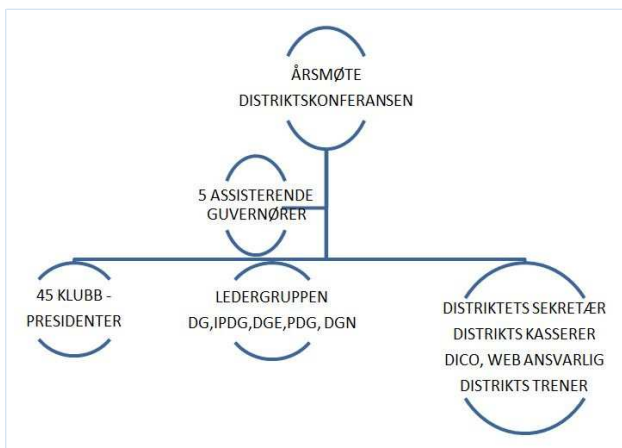 ÅRSMØTE
DISTRIKTSKONFERANSEN
5 ASSISTERENDE
GUVERNØRER
45 KLUBB -
PRESIDENTER
LEDERGRUPPEN
DG,IPDG,DGE,PDG, DGN
DISTRIKTETS SEKRETÆR
DISTRIKTS KASSERER
DICO, WEB ANSVARLIG
DISTRIKTS TRENER